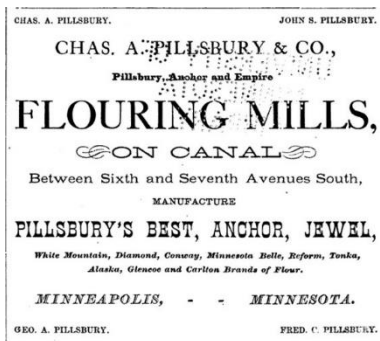 CHAS. A. PILLSBURY. JOHN S. PILLSBURY.
CHAS. A. PILLSBURY & CO.,
Pillsbury, Anchor and Empire
FLOURING MILLS,
ON CANAL
Between Sixth and Seventh Avenues South,
MANUFACTURE
PILLSBURY'S BEST, ANCHOR, JEWEL,
White Mountain, Diamond, Conway, Minnesota Belle, Reform, Tonka,
Alaska, Glencoe and Carlton Brands of Flour.
MINNEAPOLIS, - - MINNESOTA.
GEO. A. PILLSBURY. FRED. C. PILLSBURY.